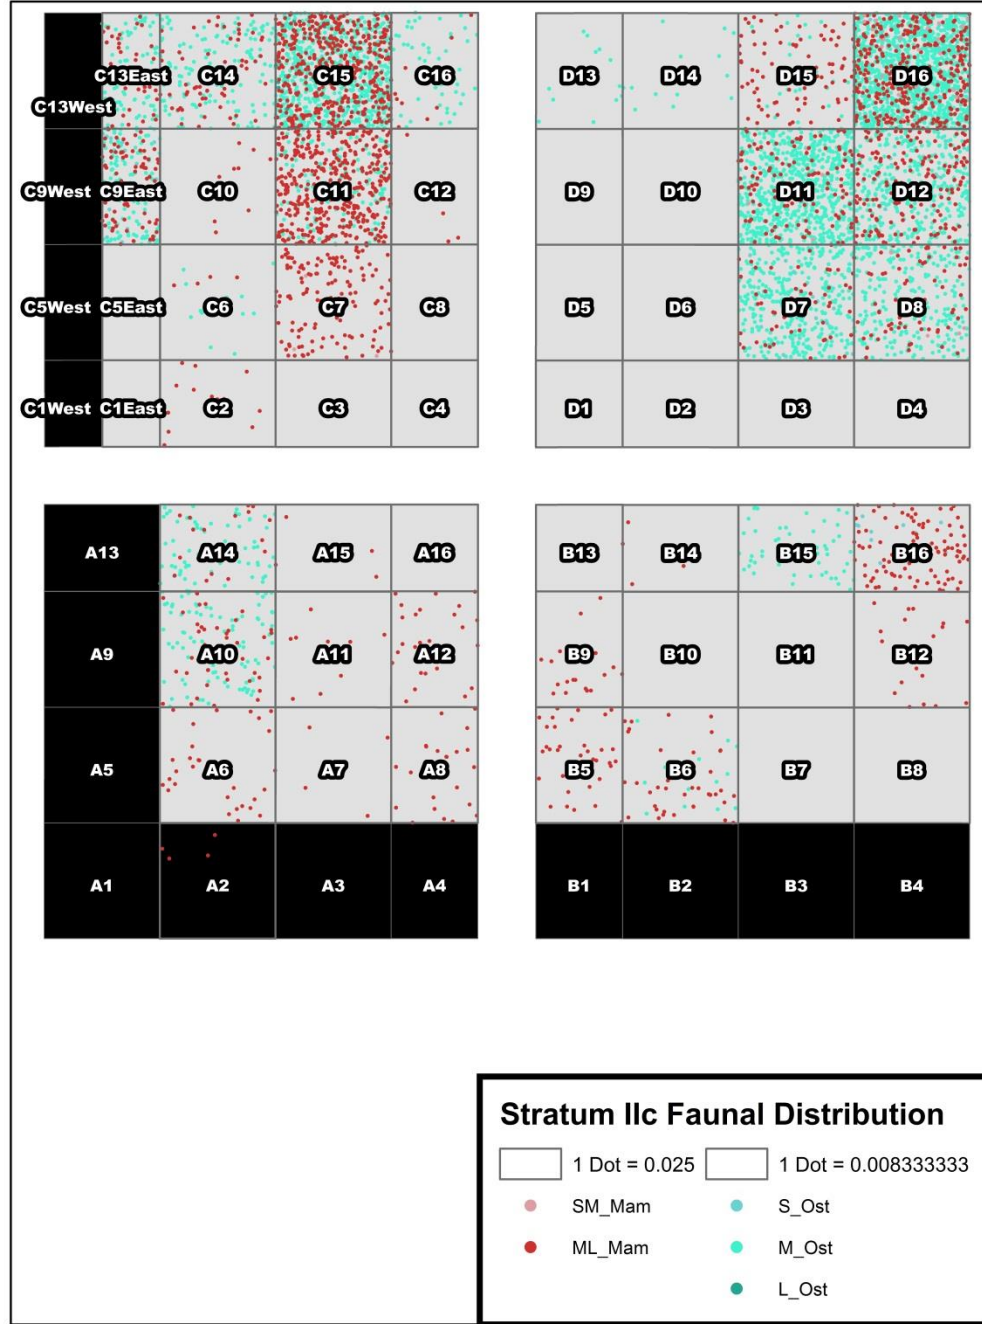 C13East C14 C15 C16 D13 D14 D15 D16
C13West
C9West C9East C10 C11 C12 D9 D10 D11 D12
C5West C5East C6 C7 C8 D5 D6 D7 D8
C1West C1East C2 C3 C4 D1 D2 D3 D4
A13 A14 A15 A16 B13 B14 B15 B16
A9 A10 A11 A12 B9 B10 B11 B12
A5 A6 A7 A8 B5 B6 B7 B8
A1 A2 A3 A4 B1 B2 B3 B4
Stratum IIc Faunal Distribution
1 Dot = 0.025 1 Dot = 0.008333333
SM_Mam S_Ost
ML_Mam M_Ost
L_Ost